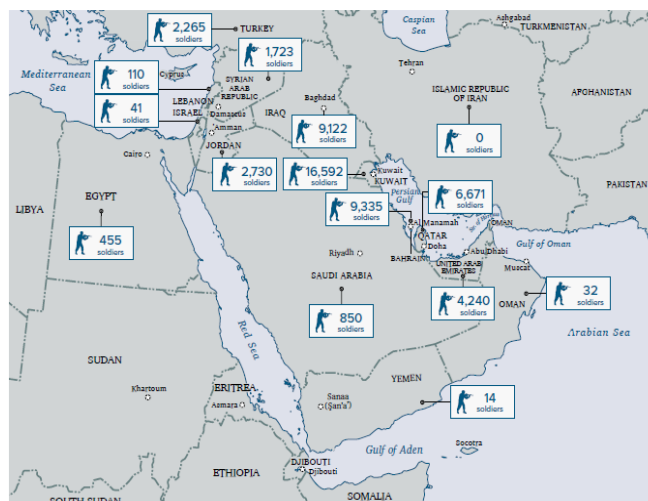 Caspian
Sea
Ashgabad
TURKMENISTAN
2,265
soldiers
TURKEY
1,723
soldiers
Tehran
Mediterranean
Sea
110
soldiers
Cyprus
SYRIAN
ARAB
REPUBLIC
ISLAMIC REPUBLIC
OF IRAN
AFGHANISTAN
41
soldiers
LEBANON
ISRAEL
Damascus
Baghdad
IRAQ
Amman
9,122
soldiers
0
soldiers
Cairo
JORDAN
2,730
soldiers
16,592
soldiers
Kuwait
KUWAIT
PAKISTAN
LIBYA
EGYPT
Persian
Gulf
6,671
soldiers
9,335
soldiers
Al Manamah
OMAN
455
soldiers
QATAR
Doha
Gulf of Oman
Riyadh
BAHRAIN
Abu Dhabi
UNITED ARAB
EMIRATES
Muscat
SAUDI ARABIA
850
soldiers
4,240
soldiers
OMAN
32
soldiers
Red Sea
Arabian Sea
SUDAN
Khartoum
ERITREA
Asmara
YEMEN
Sanaa
(Şan'a')
14
soldiers
Gulf of Aden
Socotra
DJIBOUTI
Djibouti
ETHIOPIA
SOUTH SUDAN
SOMALIA